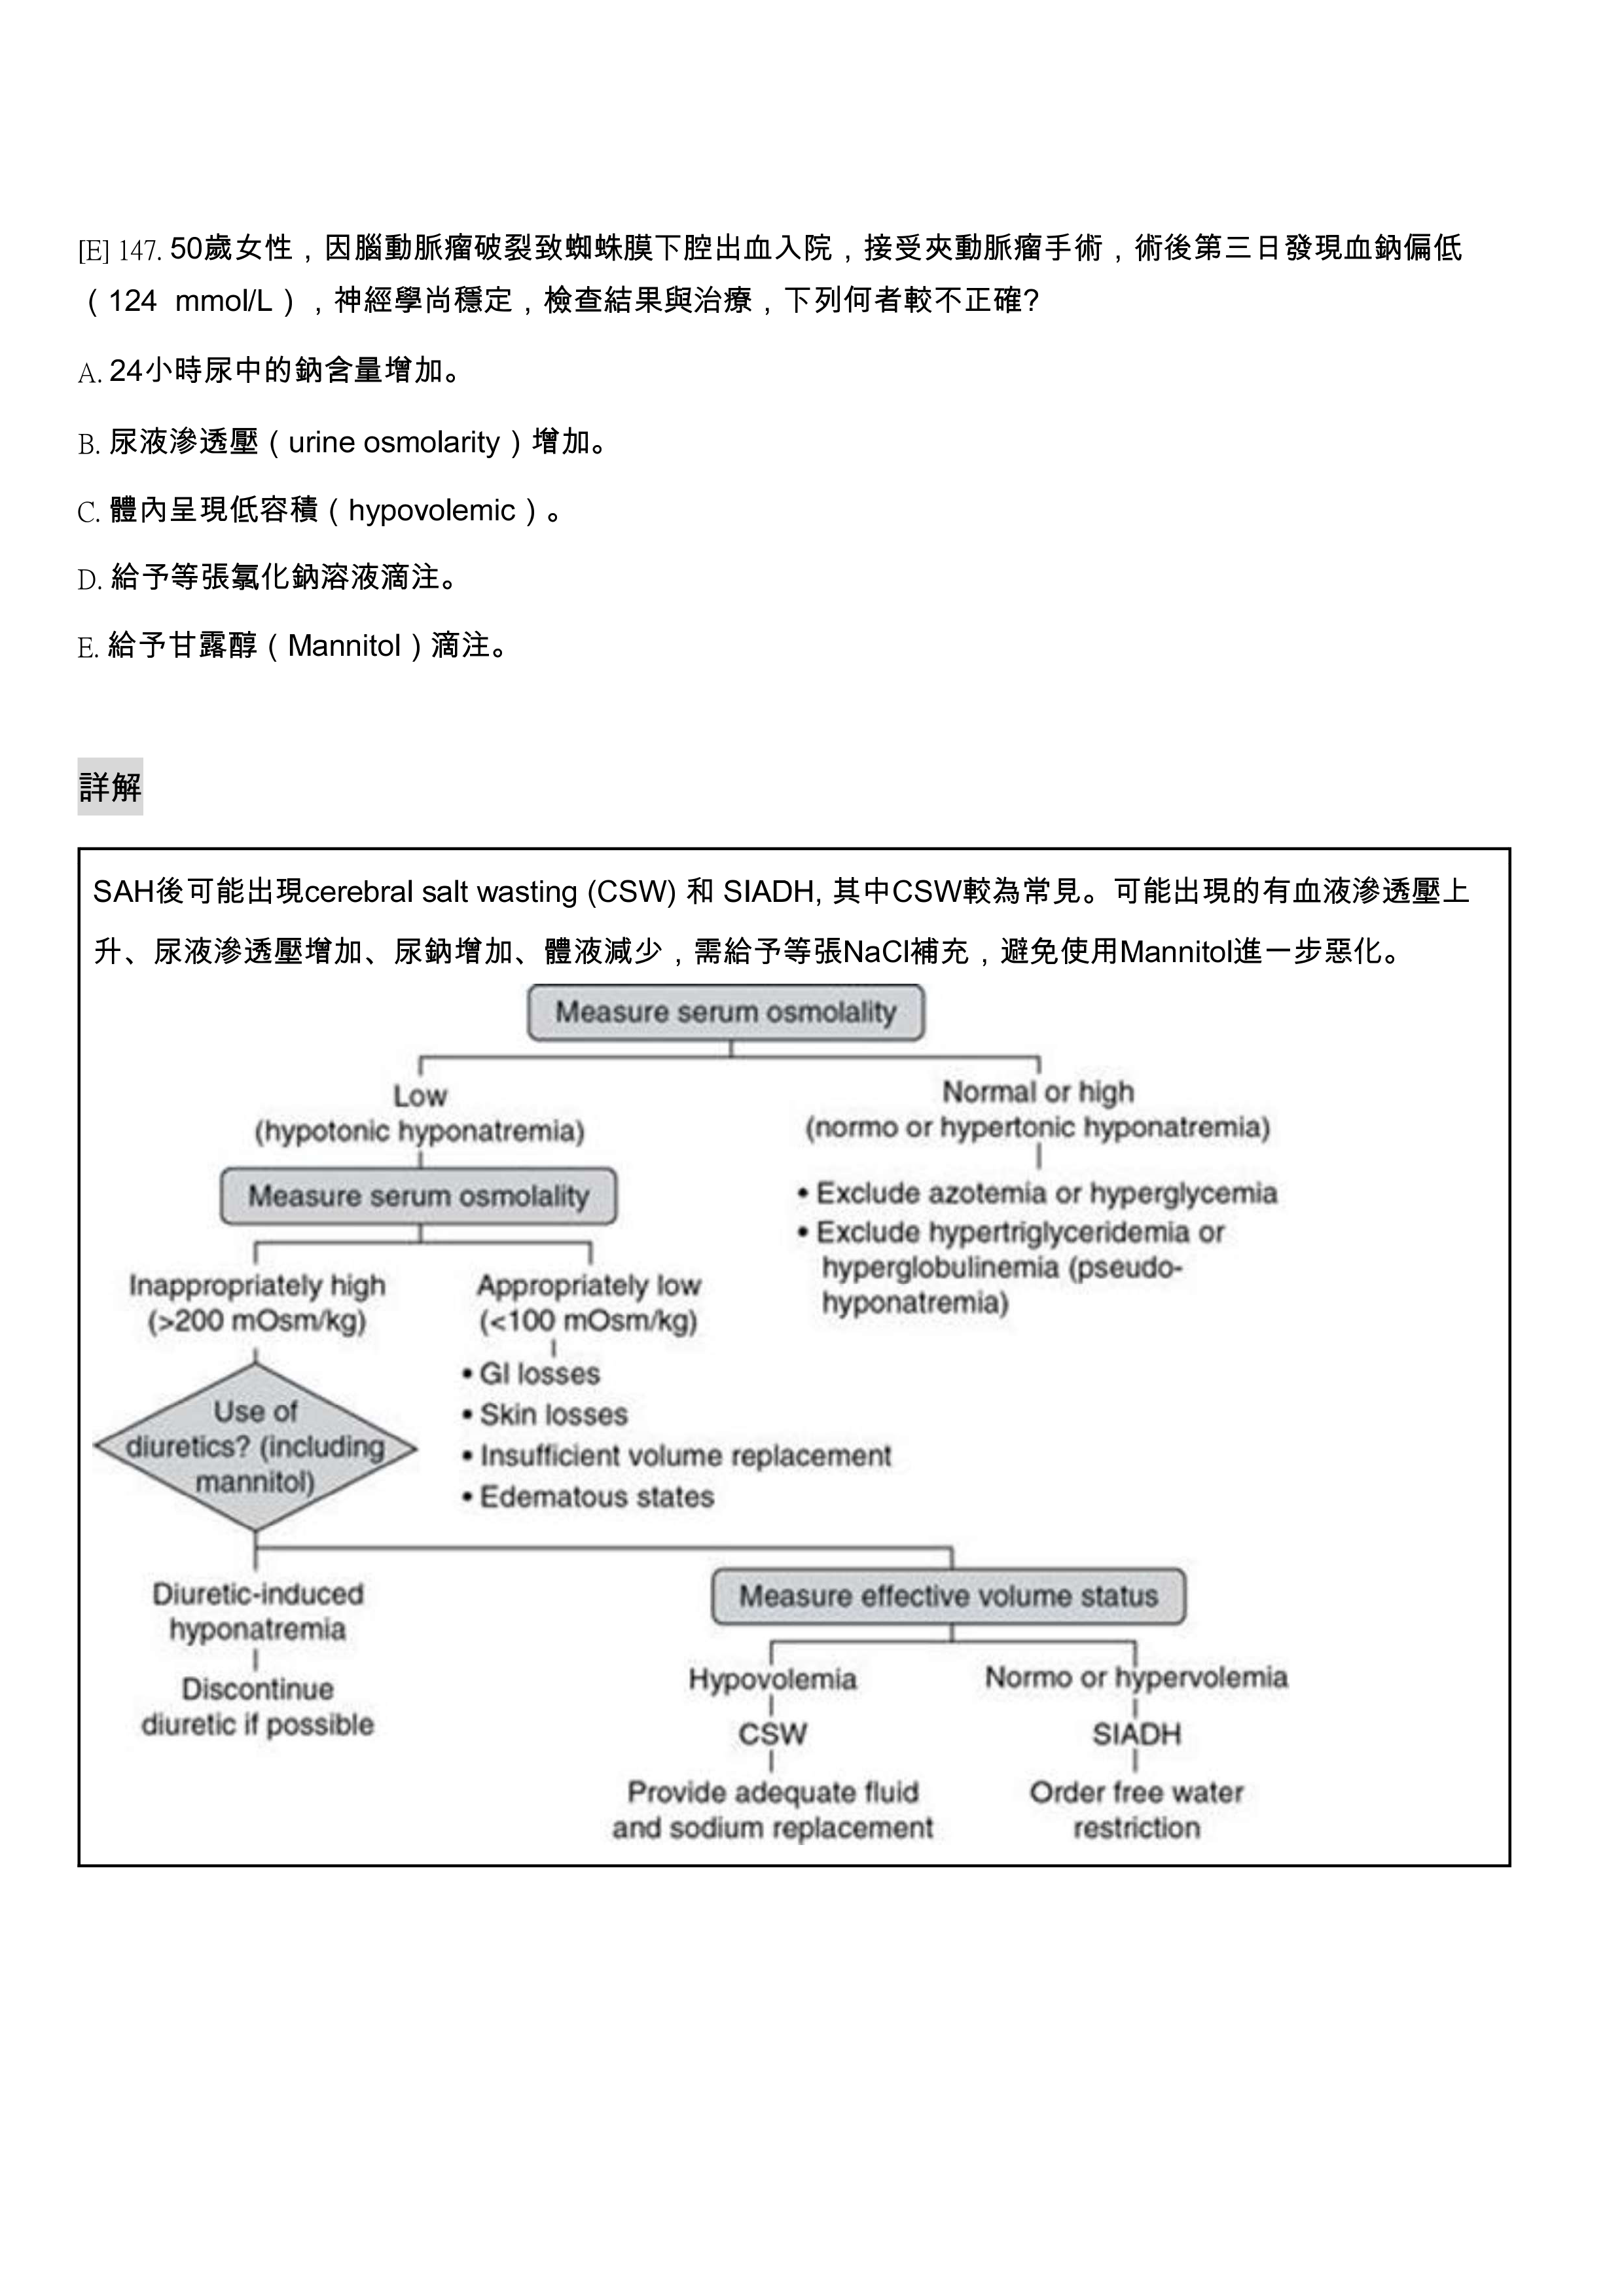 [E] 147. 50歲女性，因腦動脈瘤破裂致蜘蛛膜下腔出血入院，接受夾動脈瘤手術，術後第三日發現血鈉偏低
（124 mmol/L），神經學尚穩定，檢查結果與治療，下列何者較不正確?
A. 24小時尿中的鈉含量增加。
B. 尿液滲透壓（urine osmolarity）增加。
C. 體內呈現低容積（hypovolemic）。
D. 給予等張氯化鈉溶液滴注。
E. 給予甘露醇（Mannitol）滴注。
詳解
SAH後可能出現cerebral salt wasting (CSW) 和 SIADH, 其中CSW較為常見。可能出現的有血液滲透壓上
升、尿液滲透壓增加、尿鈉增加、體液減少，需給予等張NaCl補充，避免使用Mannitol進一步惡化。
Measure serum osmolality
Low
(hypotonic hyponatremia)
Normal or high
(normo or hypertonic hyponatremia)
Measure serum osmolality
• Exclude azotemia or hyperglycemia
• Exclude hypertriglyceridemia or
hyperglobulinemia (pseudo-
hyponatremia)
Inappropriately high
(>200 mOsm/kg)
Appropriately low
(<100 mOsm/kg)
• GI losses
• Skin losses
• Insufficient volume replacement
• Edematous states
Use of
diuretics? (including
mannitol)
Diuretic-induced
hyponatremia
Discontinue
diuretic if possible
Measure effective volume status
Hypovolemia
CSW
Provide adequate fluid
and sodium replacement
Normo or hypervolemia
SIADH
Order free water
restriction